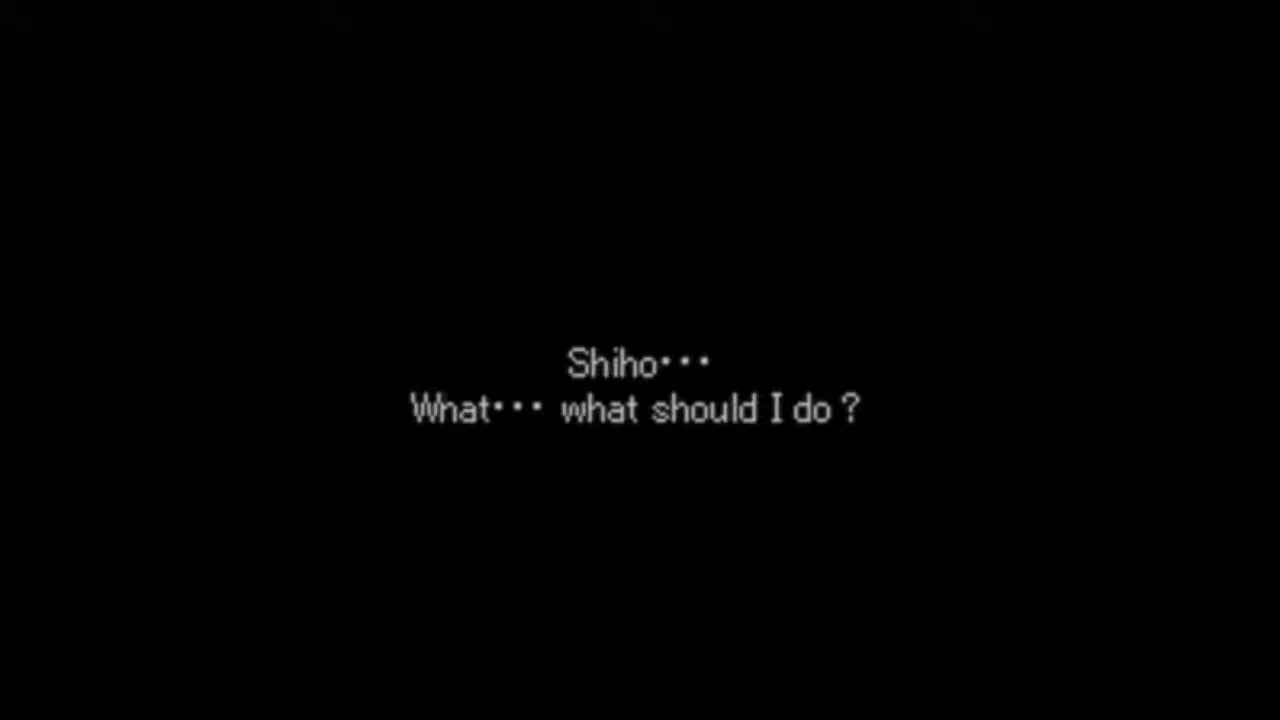 Shiho･･･
What･･･ what should I do ?